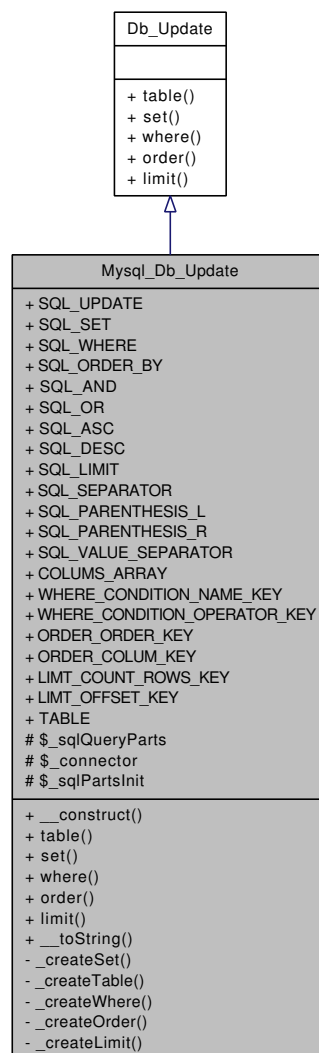 Db_Update
+ table()
+ set()
+ where()
+ order()
+ limit()
Mysql_Db_Update
+ SQL_UPDATE
+ SQL_SET
+ SQL_WHERE
+ SQL_ORDER_BY
+ SQL_AND
+ SQL_OR
+ SQL_ASC
+ SQL_DESC
+ SQL_LIMIT
+ SQL_SEPARATOR
+ SQL_PARENTHESIS_L
+ SQL_PARENTHESIS_R
+ SQL_VALUE_SEPARATOR
+ COLUMS_ARRAY
+ WHERE_CONDITION_NAME_KEY
+ WHERE_CONDITION_OPERATOR_KEY
+ ORDER_ORDER_KEY
+ ORDER_COLUM_KEY
+ LIMT_COUNT_ROWS_KEY
+ LIMT_OFFSET_KEY
+ TABLE
# $_sqlQueryParts
# $_connector
# $_sqlPartsInit
+ __construct()
+ table()
+ set()
+ where()
+ order()
+ limit()
+ __toString()
- _createSet()
- _createTable()
- _createWhere()
- _createOrder()
- _createLimit()